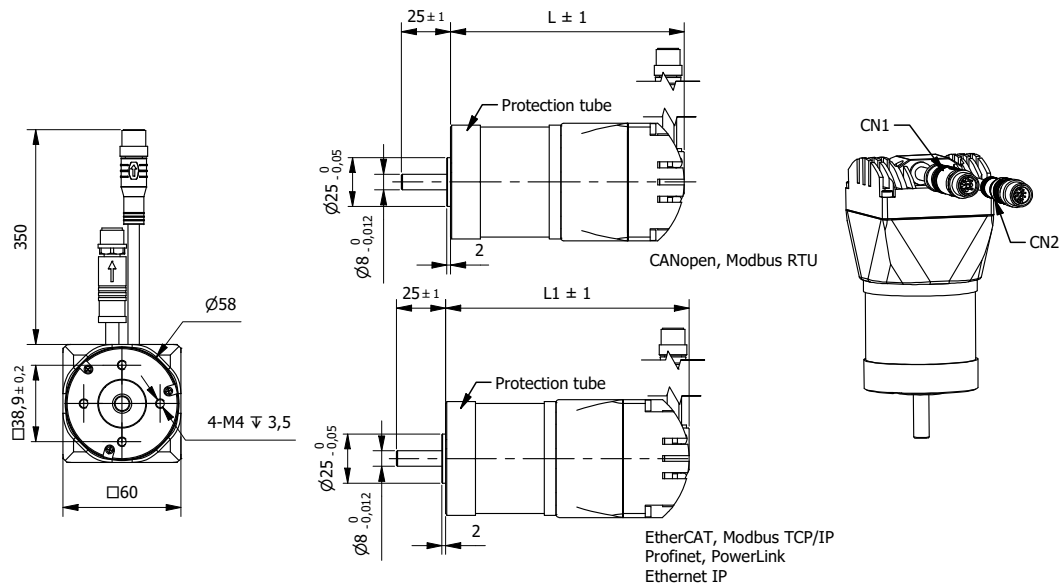 350
Ø58
□38,9 ± 0,2
4-M4 ↧ 3,5
□60
25 ± 1
L ± 1
Protection tube
Ø25 0 -0,05
Ø8 0 -0,012
2
CANopen, Modbus RTU
25 ± 1
L1 ± 1
Protection tube
Ø25 0 -0,05
Ø8 0 -0,012
2
EtherCAT, Modbus TCP/IP
Profinet, PowerLink
Ethernet IP
CN1
CN2